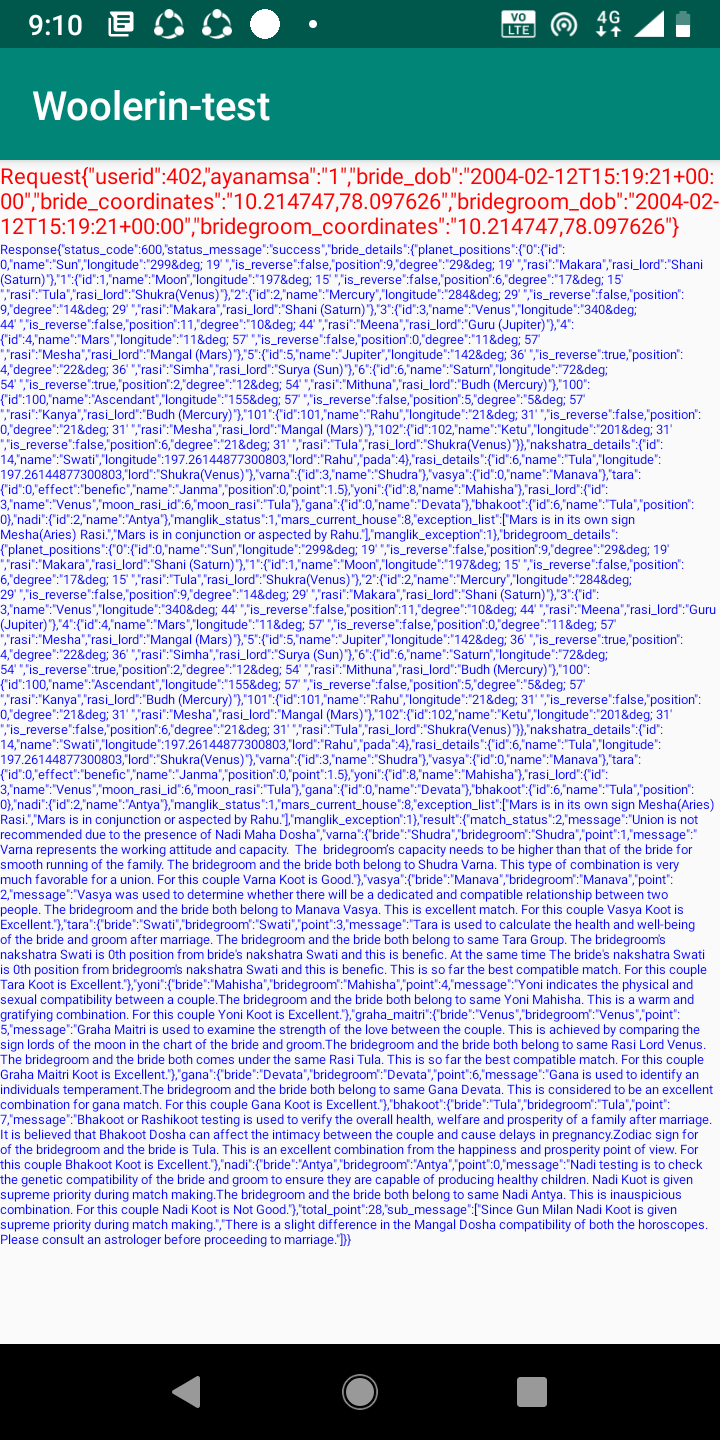 9:10
VO
LTE
4G
Woolerin-test
Request{"userid":402,"ayanamsa":"1","bride_dob":"2004-02-12T15:19:21+00:
00","bride_coordinates":"10.214747,78.097626","bridegroom_dob":"2004-02-
12T15:19:21+00:00","bridegroom_coordinates":"10.214747,78.097626"}
Response{"status_code":600,"status_message":"success","bride_details":{"planet_positions":{"0":{"id":
0,"name":"Sun","longitude":"299&deg; 19' ","is_reverse":false,"position":9,"degree":"29&deg; 19' ","rasi":"Makara","rasi_lord":"Shani
(Saturn)"},"1":{"id":1,"name":"Moon","longitude":"197&deg; 15' ","is_reverse":false,"position":6,"degree":"17&deg; 15'
","rasi":"Tula","rasi_lord":"Shukra(Venus)"},"2":{"id":2,"name":"Mercury","longitude":"284&deg; 29' ","is_reverse":false,"position":
9,"degree":"14&deg; 29' ","rasi":"Makara","rasi_lord":"Shani (Saturn)"},"3":{"id":3,"name":"Venus","longitude":"340&deg;
44' ","is_reverse":false,"position":11,"degree":"10&deg; 44' ","rasi":"Meena","rasi_lord":"Guru (Jupiter)"},"4":
{"id":4,"name":"Mars","longitude":"11&deg; 57' ","is_reverse":false,"position":0,"degree":"11&deg; 57'
","rasi":"Mesha","rasi_lord":"Mangal (Mars)"},"5":{"id":5,"name":"Jupiter","longitude":"142&deg; 36' ","is_reverse":true,"position":
4,"degree":"22&deg; 36' ","rasi":"Simha","rasi_lord":"Surya (Sun)"},"6":{"id":6,"name":"Saturn","longitude":"72&deg;
54' ","is_reverse":true,"position":2,"degree":"12&deg; 54' ","rasi":"Mithuna","rasi_lord":"Budh (Mercury)"},"100":
{"id":100,"name":"Ascendant","longitude":"155&deg; 57' ","is_reverse":false,"position":5,"degree":"5&deg; 57'
","rasi":"Kanya","rasi_lord":"Budh (Mercury)"},"101":{"id":101,"name":"Rahu","longitude":"21&deg; 31' ","is_reverse":false,"position":
0,"degree":"21&deg; 31' ","rasi":"Mesha","rasi_lord":"Mangal (Mars)"},"102":{"id":102,"name":"Ketu","longitude":"201&deg; 31'
","is_reverse":false,"position":6,"degree":"21&deg; 31' ","rasi":"Tula","rasi_lord":"Shukra(Venus)"}},"nakshatra_details":{"id":
14,"name":"Swati","longitude":197.26144877300803,"lord":"Rahu","pada":4},"rasi_details":{"id":6,"name":"Tula","longitude":
197.26144877300803,"lord":"Shukra(Venus)"},"varna":{"id":3,"name":"Shudra"},"vasya":{"id":0,"name":"Manava"},"tara":
{"id":0,"effect":"benefic","name":"Janma","position":0,"point":1.5},"yoni":{"id":8,"name":"Mahisha"},"rasi_lord":{"id":
3,"name":"Venus","moon_rasi_id":6,"moon_rasi":"Tula"},"gana":{"id":0,"name":"Devata"},"bhakoot":{"id":6,"name":"Tula","position":
0},"nadi":{"id":2,"name":"Antya"},"manglik_status":1,"mars_current_house":8,"exception_list":["Mars is in its own sign
Mesha(Aries) Rasi.","Mars is in conjuction or aspected by Rahu."],"manglik_exception":1},"bridegroom_details":
{"planet_positions":{"0":{"id":0,"name":"Sun","longitude":"299&deg; 19' ","is_reverse":false,"position":9,"degree":"29&deg; 19'
","rasi":"Makara","rasi_lord":"Shani (Saturn)"},"1":{"id":1,"name":"Moon","longitude":"197&deg; 15' ","is_reverse":false,"position":
6,"degree":"17&deg; 15' ","rasi":"Tula","rasi_lord":"Shukra(Venus)"},"2":{"id":2,"name":"Mercury","longitude":"284&deg;
29' ","is_reverse":false,"position":9,"degree":"14&deg; 29' ","rasi":"Makara","rasi_lord":"Shani (Saturn)"},"3":{"id":
3,"name":"Venus","longitude":"340&deg; 44' ","is_reverse":false,"position":11,"degree":"10&deg; 44' ","rasi":"Meena","rasi_lord":"Guru
(Jupiter)"},"4":{"id":4,"name":"Mars","longitude":"11&deg; 57' ","is_reverse":false,"position":0,"degree":"11&deg; 57'
","rasi":"Mesha","rasi_lord":"Mangal (Mars)"},"5":{"id":5,"name":"Jupiter","longitude":"142&deg; 36' ","is_reverse":true,"position":
4,"degree":"22&deg; 36' ","rasi":"Simha","rasi_lord":"Surya (Sun)"},"6":{"id":6,"name":"Saturn","longitude":"72&deg;
54' ","is_reverse":true,"position":2,"degree":"12&deg; 54' ","rasi":"Mithuna","rasi_lord":"Budh (Mercury)"},"100":
{"id":100,"name":"Ascendant","longitude":"155&deg; 57' ","is_reverse":false,"position":5,"degree":"5&deg; 57'
","rasi":"Kanya","rasi_lord":"Budh (Mercury)"},"101":{"id":101,"name":"Rahu","longitude":"21&deg; 31' ","is_reverse":false,"position":
0,"degree":"21&deg; 31' ","rasi":"Mesha","rasi_lord":"Mangal (Mars)"},"102":{"id":102,"name":"Ketu","longitude":"201&deg; 31'
","is_reverse":false,"position":6,"degree":"21&deg; 31' ","rasi":"Tula","rasi_lord":"Shukra(Venus)"}},"nakshatra_details":{"id":
14,"name":"Swati","longitude":197.26144877300803,"lord":"Rahu","pada":4},"rasi_details":{"id":6,"name":"Tula","longitude":
197.26144877300803,"lord":"Shukra(Venus)"},"varna":{"id":3,"name":"Shudra"},"vasya":{"id":0,"name":"Manava"},"tara":
{"id":0,"effect":"benefic","name":"Janma","position":0,"point":1.5},"yoni":{"id":8,"name":"Mahisha"},"rasi_lord":{"id":
3,"name":"Venus","moon_rasi_id":6,"moon_rasi":"Tula"},"gana":{"id":0,"name":"Devata"},"bhakoot":{"id":6,"name":"Tula","position":
0},"nadi":{"id":2,"name":"Antya"},"manglik_status":1,"mars_current_house":8,"exception_list":["Mars is in its own sign Mesha(Aries)
Rasi.","Mars is in conjuction or aspected by Rahu."],"manglik_exception":1},"result":{"match_status":2,"message":"Union is not
recommended due to the presence of Nadi Maha Dosha","varna":{"bride":"Shudra","bridegroom":"Shudra","point":1,"message":"
Varna represents the working attitude and capacity.  The  bridegroom's capacity needs to be higher than that of the bride for
smooth running of the family. The bridegroom and the bride both belong to Shudra Varna. This type of combination is very
much favorable for a union. For this couple Varna Koot is Good."},"vasya":{"bride":"Manava","bridegroom":"Manava","point":
2,"message":"Vasya was used to determine whether there will be a dedicated and compatible relationship between two
people. The bridegroom and the bride both belong to Manava Vasya. This is excellent match. For this couple Vasya Koot is
Excellent."},"tara":{"bride":"Swati","bridegroom":"Swati","point":3,"message":"Tara is used to calculate the health and well-being
of the bride and groom after marriage. The bridegroom and the bride both belong to same Tara Group. The bridegroom's
nakshatra Swati is 0th position from bride's nakshatra Swati and this is benefic. At the same time The bride's nakshatra Swati
is 0th position from bridegroom's nakshatra Swati and this is benefic. This is so far the best compatible match. For this couple
Tara Koot is Excellent."},"yoni":{"bride":"Mahisha","bridegroom":"Mahisha","point":4,"message":"Yoni indicates the physical and
sexual compatibility between a couple.The bridegroom and the bride both belong to same Yoni Mahisha. This is a warm and
gratifying combination. For this couple Yoni Koot is Excellent."},"graha_maitri":{"bride":"Venus","bridegroom":"Venus","point":
5,"message":"Graha Maitri is used to examine the strength of the love between the couple. This is achieved by comparing the
sign lords of the moon in the chart of the bride and groom.The bridegroom and the bride both belong to same Rasi Lord Venus.
The bridegroom and the bride both comes under the same Rasi Tula. This is so far the best compatible match. For this couple
Graha Maitri Koot is Excellent."},"gana":{"bride":"Devata","bridegroom":"Devata","point":6,"message":"Gana is used to identify an
individuals temperament.The bridegroom and the bride both belong to same Gana Devata. This is considered to be an excellent
combination for gana match. For this couple Gana Koot is Excellent."},"bhakoot":{"bride":"Tula","bridegroom":"Tula","point":
7,"message":"Bhakoot or Rashikoot testing is used to verify the overall health, welfare and prosperity of a family after marriage.
It is believed that Bhakoot Dosha can affect the intimacy between the couple and cause delays in pregnancy.Zodiac sign for
of the bridegroom and the bride is Tula. This is an excellent combination from the happiness and prosperity point of view. For
this couple Bhakoot Koot is Excellent."},"nadi":{"bride":"Antya","bridegroom":"Antya","point":0,"message":"Nadi testing is to check
the genetic compatibility of the bride and groom to ensure they are capable of producing healthy children. Nadi Kuot is given
supreme priority during match making.The bridegroom and the bride both belong to same Nadi Antya. This is inauspicious
combination. For this couple Nadi Koot is Not Good."},"total_point":28,"sub_message":["Since Gun Milan Nadi Koot is given
supreme priority during match making.","There is a slight difference in the Mangal Dosha compatibility of both the horoscopes.
Please consult an astrologer before proceeding to marriage."]}}